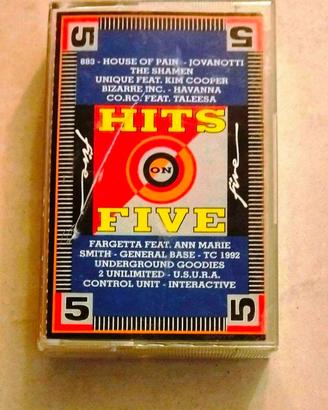 5 5
883 - HOUSE OF PAIN - JOVANOTTI
THE SHAMEN
UNIQUE FEAT. KIM COOPER
BIZARRE INC. - HAVANNA
CO.RO. FEAT. TALEESA
HITS
five ON five
FIVE
FARGETTA FEAT. ANN MARIE
SMITH - GENERAL BASE - TC 1992
UNDERGROUND GOODIES
2 UNLIMITED - U.S.U.R.A.
CONTROL UNIT - INTERACTIVE
5 5